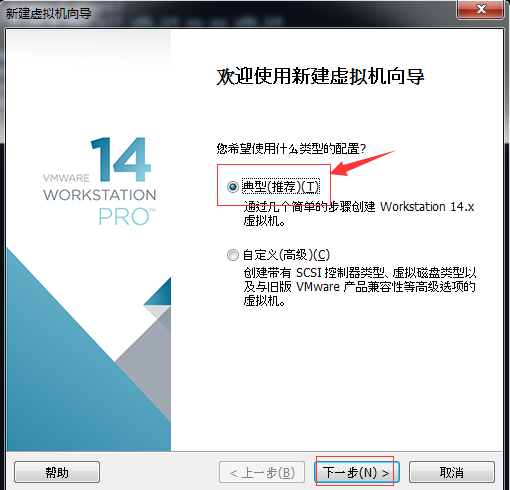 新建虚拟机向导
欢迎使用新建虚拟机向导
您希望使用什么类型的配置?
典型(推荐)(T)
通过几个简单的步骤创建 Workstation 14.x
虚拟机。
自定义(高级)(C)
创建带有 SCSI 控制器类型、虚拟磁盘类型以
及与旧版 VMware 产品兼容性等高级选项的
虚拟机。
VMWARE 14
WORKSTATION
PRO™
帮助
< 上一步(B)
下一步(N) >
取消